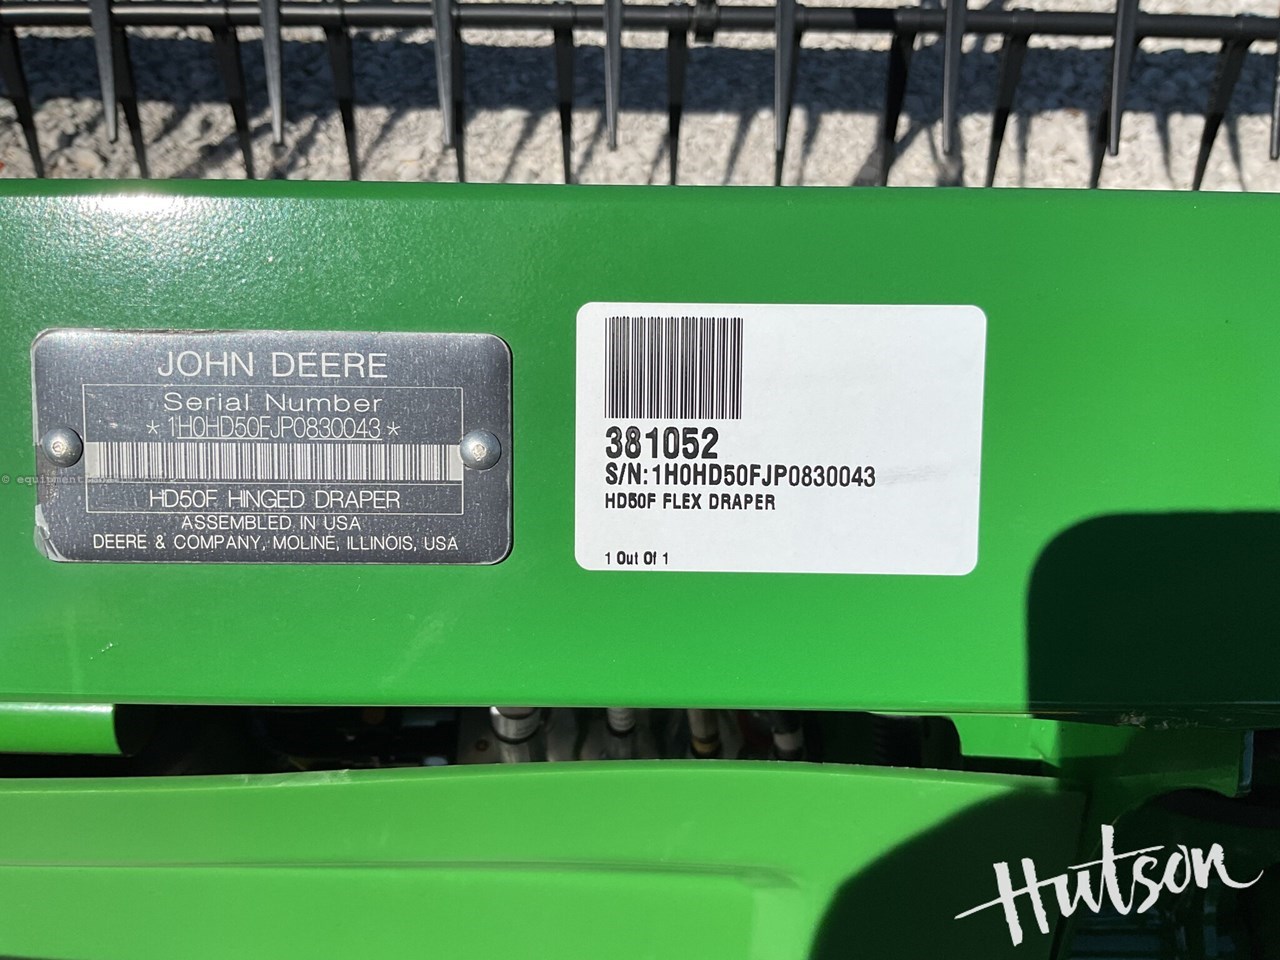 JOHN DEERE
Serial Number
* 1H0HD50FJP0830043 *
HD50F HINGED DRAPER
ASSEMBLED IN USA
DEERE & COMPANY, MOLINE, ILLINOIS, USA
381052
S/N:1H0HD50FJP0830043
HD50F FLEX DRAPER
1 Out Of 1
Hutson